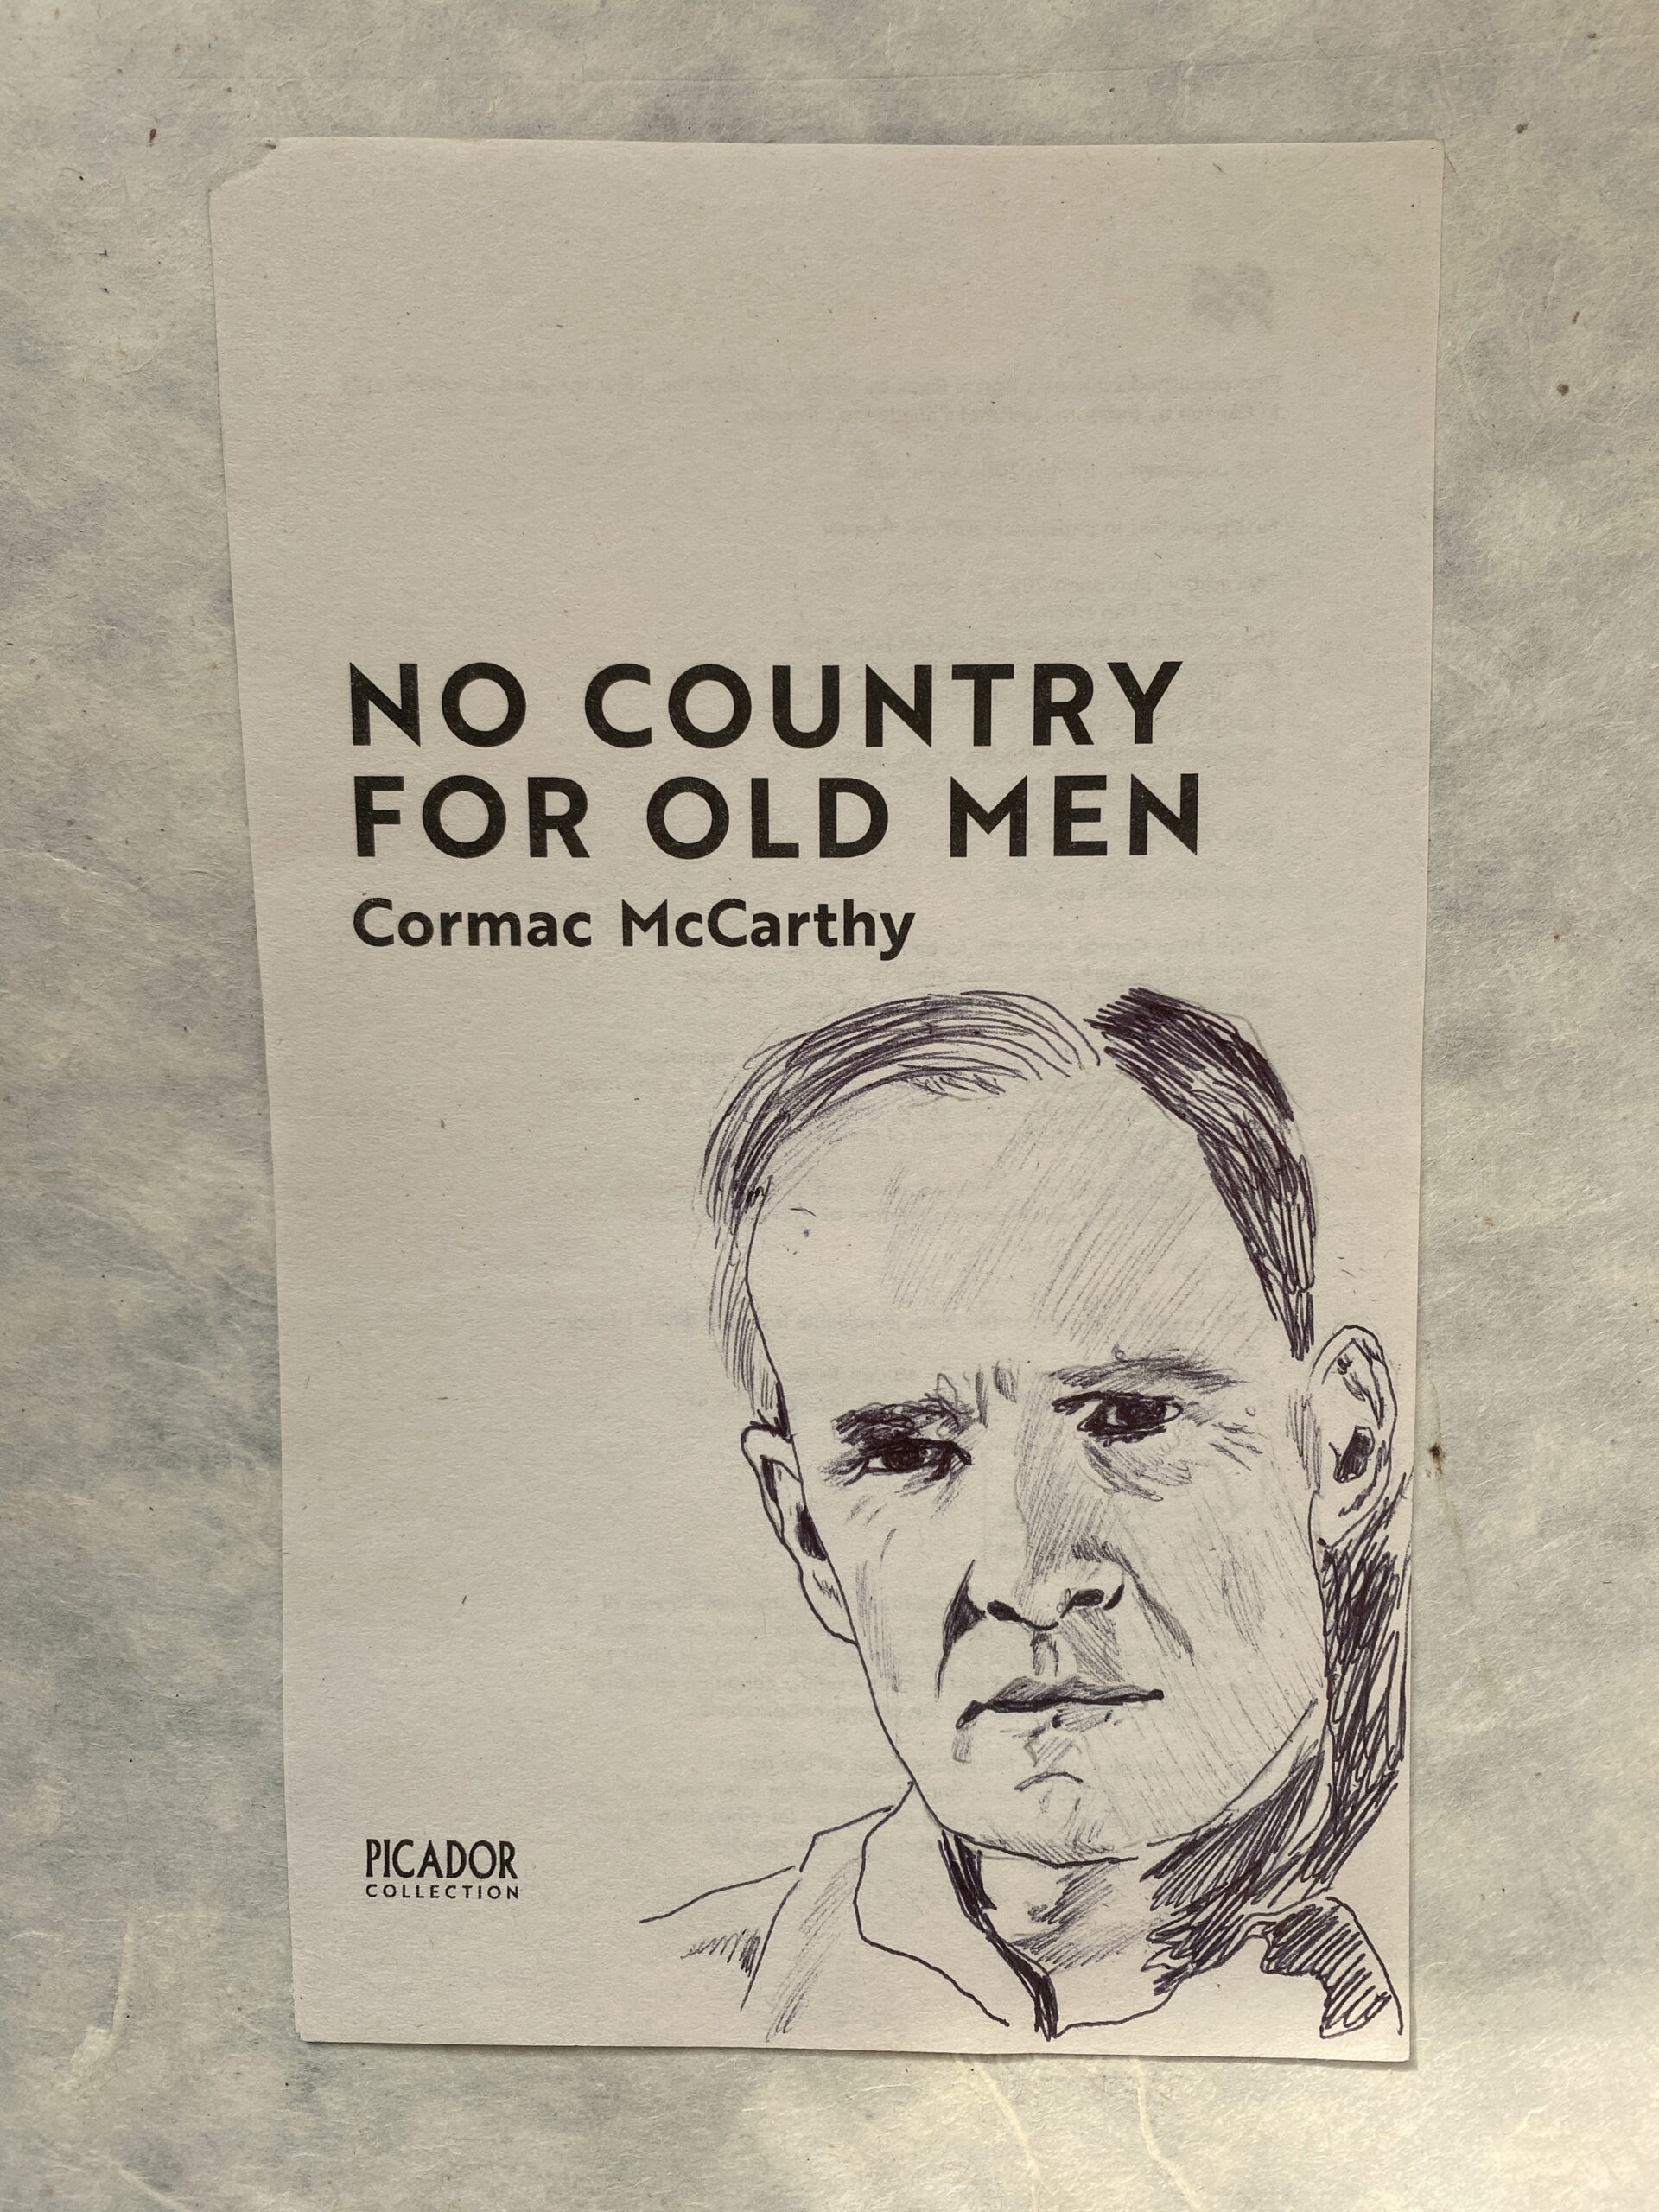 NO COUNTRY
FOR OLD MEN
Cormac McCarthy
PICADOR
COLLECTION